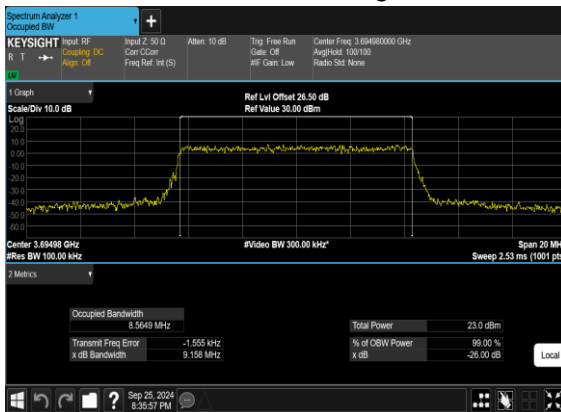 Spectrum Analyzer 1
Occupied BW
KEYSIGHT
R T
Input: RF
Coupling: DC
Align: Off
Input Z: 50 Ω
Corr CCorr
Freq Ref: Int (S)
Atten: 10 dB
Trig: Free Run
Gate: Off
#IF Gain: Low
Center Freq: 3.694980000 GHz
Avg|Hold: 100/100
Radio Std: None
1 Graph
Scale/Div 10.0 dB
Ref Lvl Offset 26.50 dB
Ref Value 30.00 dBm
Log
20.0
10.0
0.00
-10.0
-20.0
-30.0
-40.0
-50.0
-60.0
Center 3.69498 GHz
#Res BW 100.00 kHz
#Video BW 300.00 kHz*
Span 20 MH
Sweep 2.53 ms (1001 pts
2 Metrics
Occupied Bandwidth
8.5649 MHz
Transmit Freq Error -1.555 kHz
x dB Bandwidth 9.158 MHz
Total Power 23.0 dBm
% of OBW Power 99.00 %
x dB -26.00 dB
Local
Sep 25, 2024
8:35:57 PM